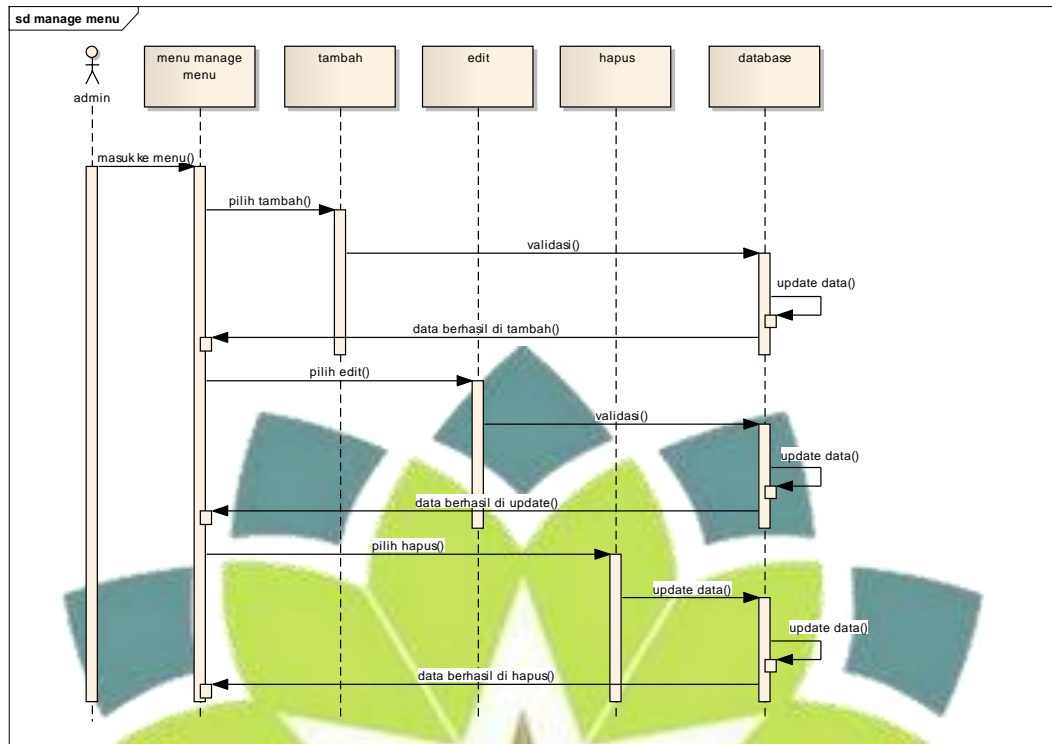 sd manage menu
admin
menu manage
menu
tambah
edit
hapus
database
masuk ke menu()
pilih tambah()
validasi()
update data()
data berhasil di tambah()
pilih edit()
validasi()
update data()
data berhasil di update()
pilih hapus()
update data()
update data()
data berhasil di hapus()